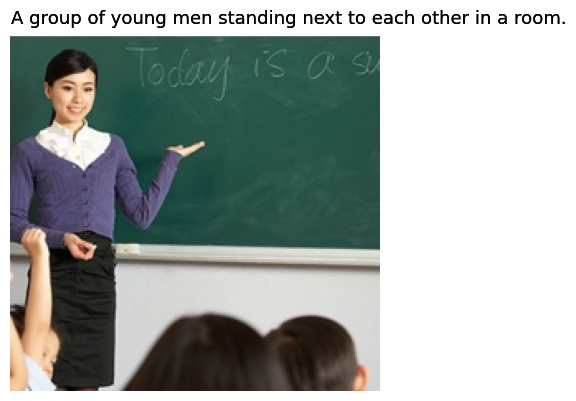 A group of young men standing next to each other in a room.
Today is a